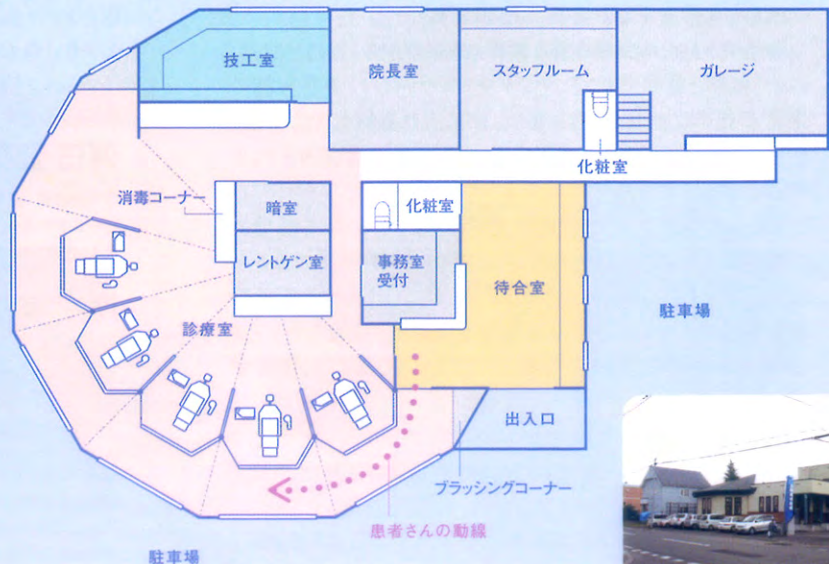 技工室
院長室
スタッフルーム
ガレージ
化粧室
消毒コーナー
暗室
化粧室
レントゲン室
事務室
受付
待合室
駐車場
診療室
出入口
ブラッシングコーナー
患者さんの動線
駐車場